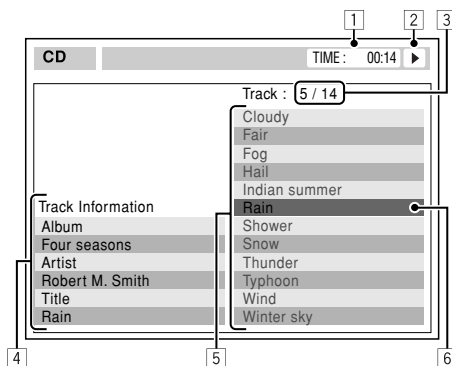 1 2 3
CD TIME : 00:14
Track : 5 / 14
Cloudy
Fair
Fog
Hail
Indian summer
Rain
Shower
Snow
Thunder
Typhoon
Wind
Winter sky
Track Information
Album
Four seasons
Artist
Robert M. Smith
Title
Rain
4 5 6